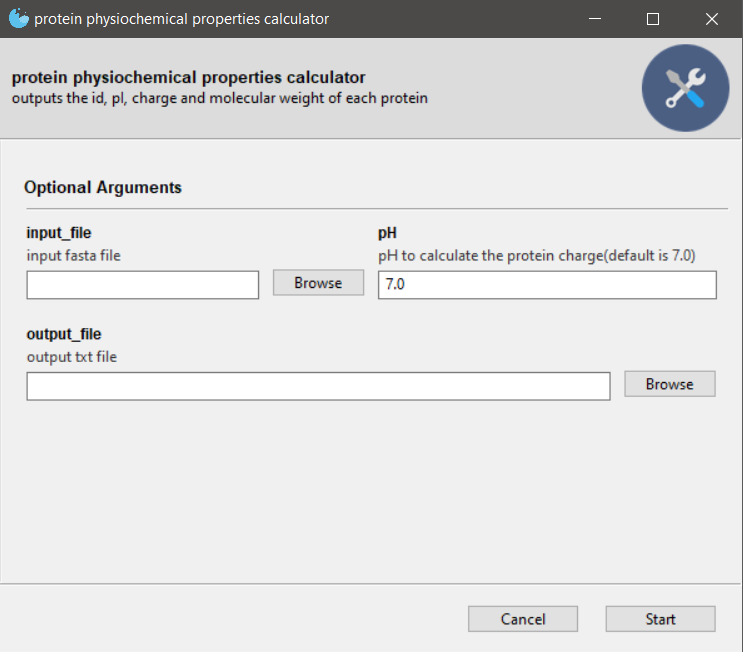 protein physiochemical properties calculator
protein physiochemical properties calculator
outputs the id, pI, charge and molecular weight of each protein
Optional Arguments
input_file
input fasta file
Browse
pH
pH to calculate the protein charge(default is 7.0)
7.0
output_file
output txt file
Browse
Cancel
Start